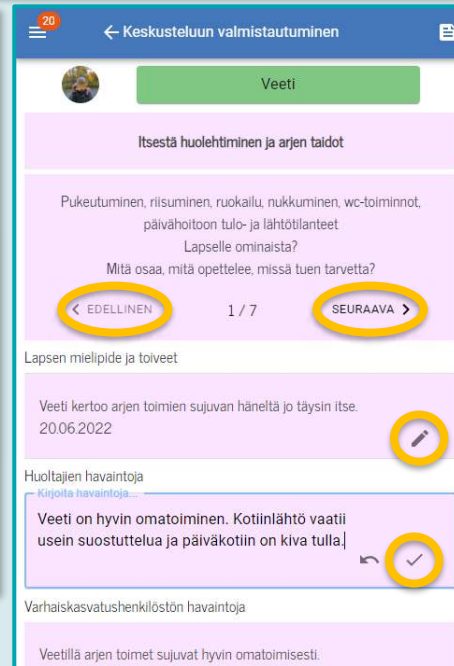 20
Keskusteluun valmistautuminen
Veeti
Itsestä huolehtiminen ja arjen taidot
Pukeutuminen, riisuminen, ruokailu, nukkuminen, wc-toiminnot,
päivähoitoon tulo- ja lähtötilanteet
Lapselle ominaista?
Mitä osaa, mitä opettelee, missä tuen tarvetta?
EDELLINEN 1 / 7 SEURAAVA
Lapsen mielipide ja toiveet
Veeti kertoo arjen toimien sujuvan häneltä jo täysin itse.
20.06.2022
Huoltajien havaintoja
Kirjoita havaintoja...
Veeti on hyvin omatoiminen. Kotiinlähtö vaatii
usein suostuttelua ja päiväkotiin on kiva tulla.
Varhaiskasvatushenkilöstön havaintoja
Veetillä arjen toimet sujuvat hyvin omatoimisesti.